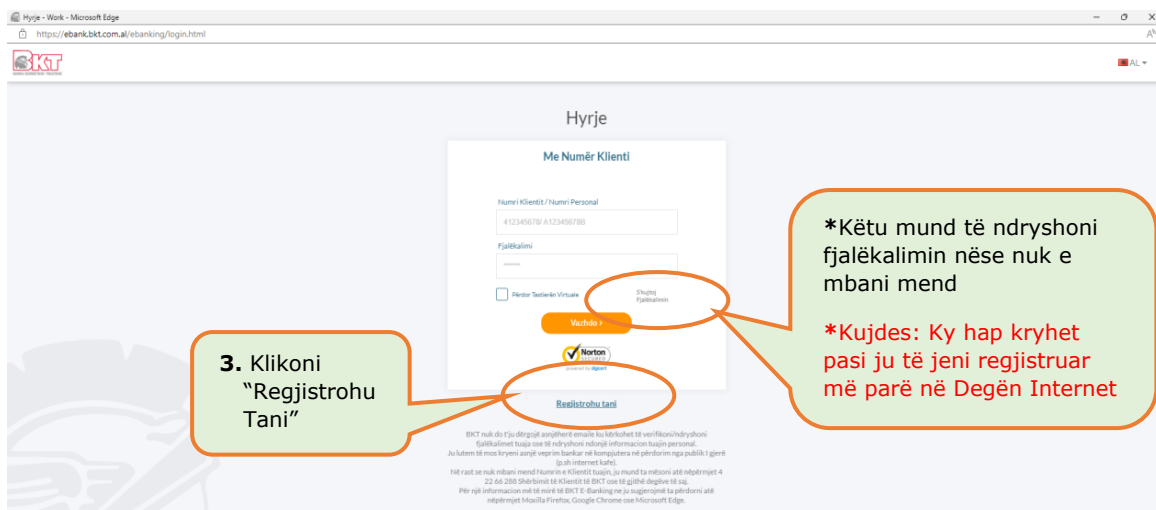 Hyrje - Work - Microsoft Edge
https://ebank.bkt.com.al/ebanking/login.html
BKT
AL
Hyrje
Me Numër Klienti
Numri Klientit / Numri Personal
412345678/ A12345678B
Fjalëkalimi
Përdor Tastierën Virtuale
S'kujtoj
Fjalëkalimin
Vazhdo ›
Norton
SECURED
powered by digicert
Regjistrohu tani
BKT nuk do t'ju dërgojë asnjëherë emaile ku kërkohet të verifikoni/ndryshoni
fjalëkalimet tuaja ose të ndryshoni ndonjë informacion tuajin personal.
Ju lutem të mos kryeni asnjë veprim bankar në kompjutera në përdorim nga publik I gjerë
(p.sh internet kafe).
Në rast se nuk mbani mend Numrin e Klientit tuajin, ju mund ta mësoni atë nëpërmjet 4
22 66 288 Shërbimit të Klientit të BKT ose të gjithë degëve të saj.
Për një informacion më të mirë të BKT E-Banking ne ju sugjerojmë ta përdorni atë
nëpërmjet Moxilla Firefox, Google Chrome ose Microsoft Edge.
3. Klikoni
“Regjistrohu
Tani”
*Këtu mund të ndryshoni
fjalëkalimin nëse nuk e
mbani mend
*Kujdes: Ky hap kryhet
pasi ju të jeni regjistruar
më parë në Degën Internet